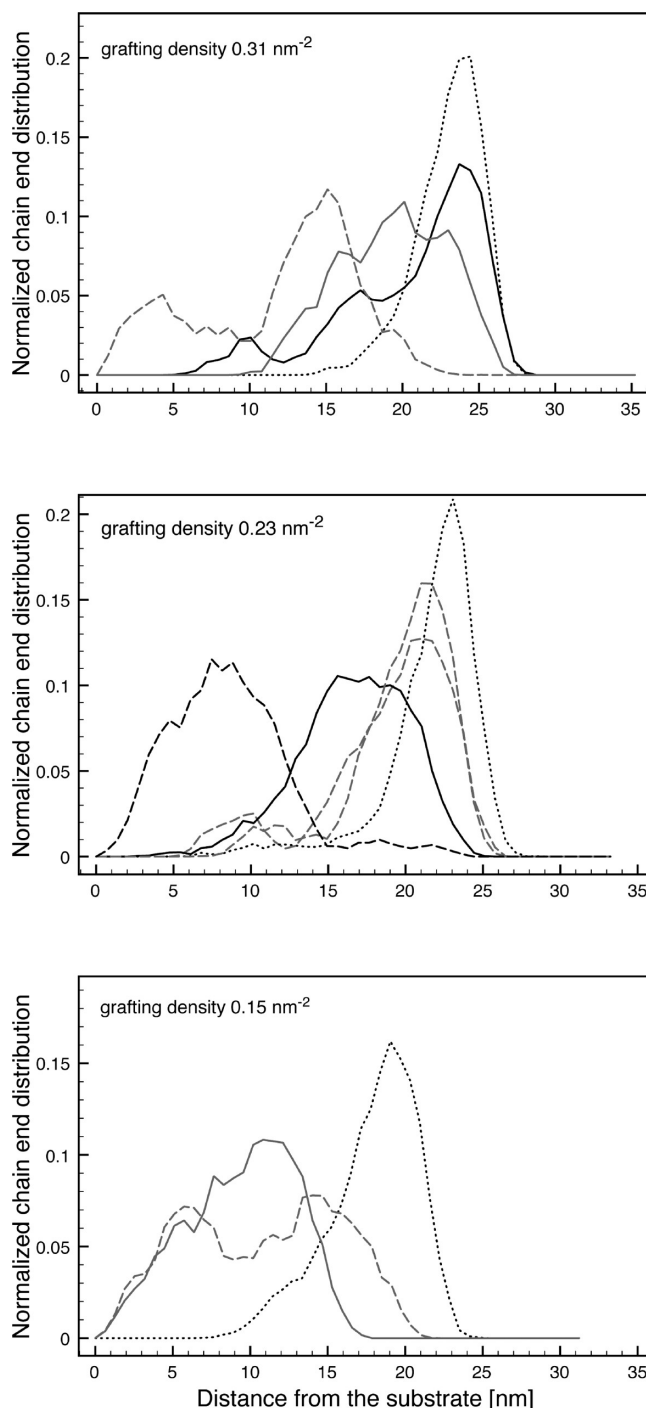 grafting density 0.31 nm-2
Normalized chain end distribution
0.2
0.15
0.1
0.05
0
0 5 10 15 20 25 30 35
grafting density 0.23 nm-2
Normalized chain end distribution
0.2
0.15
0.1
0.05
0
0 5 10 15 20 25 30 35
grafting density 0.15 nm-2
Normalized chain end distribution
0.15
0.1
0.05
0
0 5 10 15 20 25 30 35
Distance from the substrate [nm]